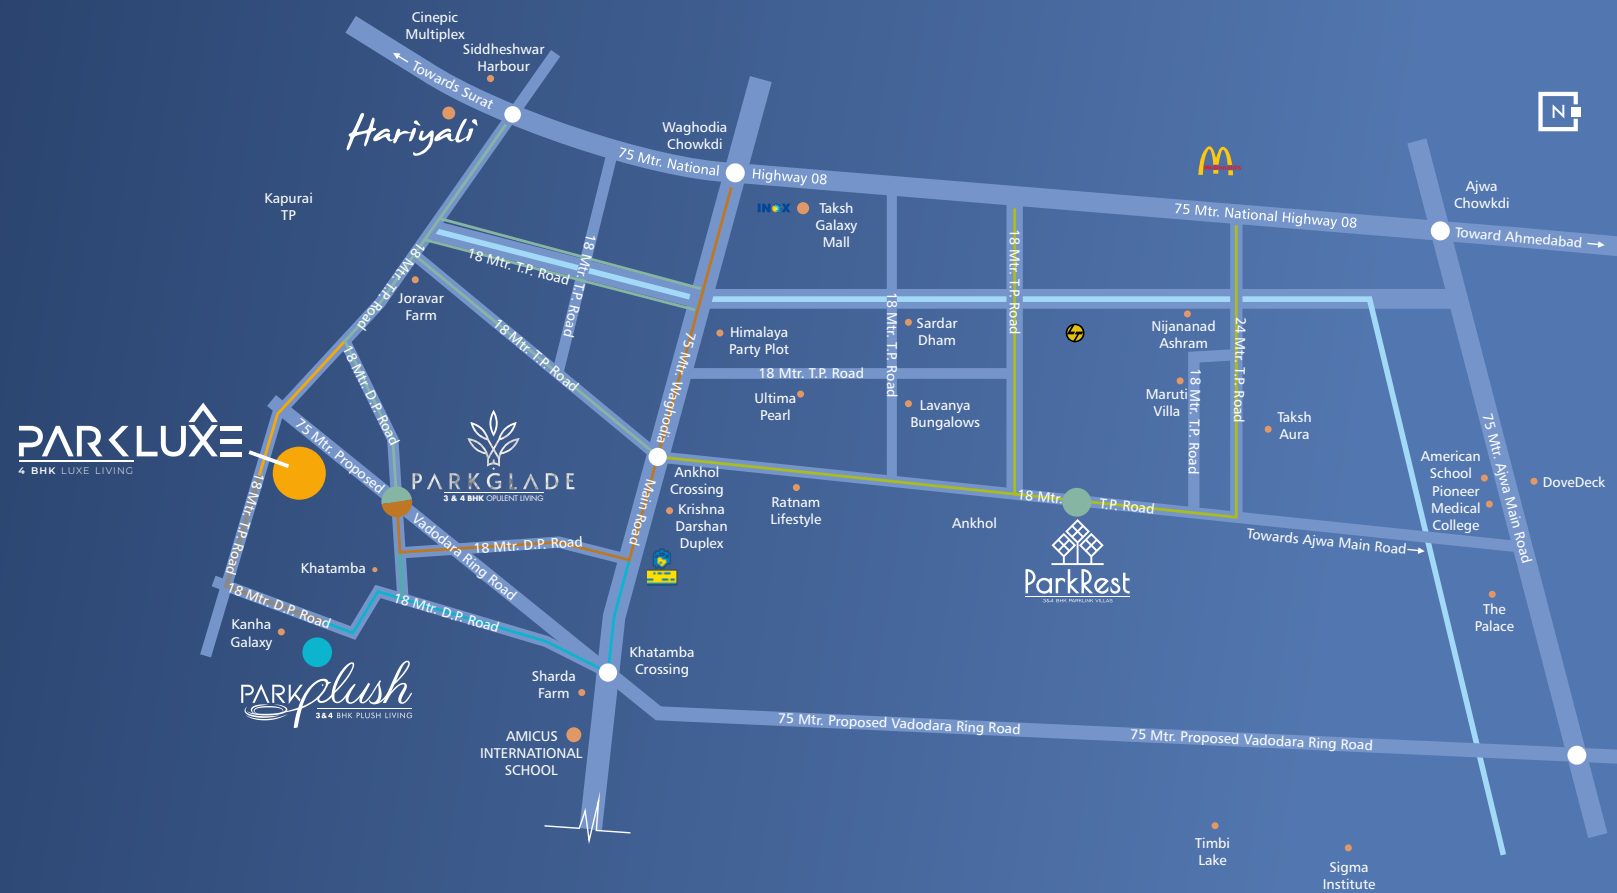 Cinepic
Multiplex
Siddheshwar
Harbour
← Towards Surat
Hariyali
Waghodia
Chowkdi
75 Mtr. National
Highway 08
N
Ajwa
Chowkdi
75 Mtr. National Highway 08
Toward Ahmedabad →
Kapurai
TP
INOX
Taksh
Galaxy
Mall
18 Mtr. T.P. Road
18 Mtr. T.P. Road
18 Mtr. T.P. Road
18 Mtr. T.P. Road
Joravar
Farm
18 Mtr. T.P. Road
Himalaya
Party Plot
18 Mtr. T.P. Road
Sardar
Dham
Nijananad
Ashram
24 Mtr. T.P. Road
18 Mtr. D.P. Road
75 Mtr. Waghodia
18 Mtr. T.P. Road
Ultima
Pearl
Lavanya
Bungalows
Maruti
Villa
18 Mtr. T.P. Road
Taksh
Aura
PARKLUXE
4 BHK LUXE LIVING
75 Mtr. Proposed
PARKGLADE
3 & 4 BHK OPULENT LIVING
75 Mtr. Ajwa Main Road
American
School
Pioneer
Medical
College
DoveDeck
18 Mtr. T.P. Road
Main Road
Ankhol
Crossing
Krishna
Darshan
Duplex
Ratnam
Lifestyle
Ankhol
18 Mtr.
T.P. Road
Towards Ajwa Main Road→
Vadodara Ring Road
18 Mtr. D.P. Road
Khatamba
18 Mtr. D.P. Road
18 Mtr. D.P. Road
ParkRest
3&4 BHK PARKLINK VILLAS
The
Palace
Kanha
Galaxy
PARKplush
3&4 BHK PLUSH LIVING
Khatamba
Crossing
Sharda
Farm
AMICUS
INTERNATIONAL
SCHOOL
75 Mtr. Proposed Vadodara Ring Road
75 Mtr. Proposed Vadodara Ring Road
Timbi
Lake
Sigma
Institute